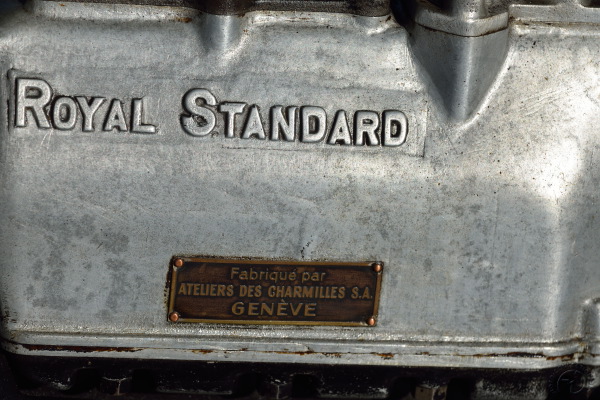 ROYAL STANDARD
Fabriqué par
ATELIERS DES CHARMILLES S.A.
GENÈVE